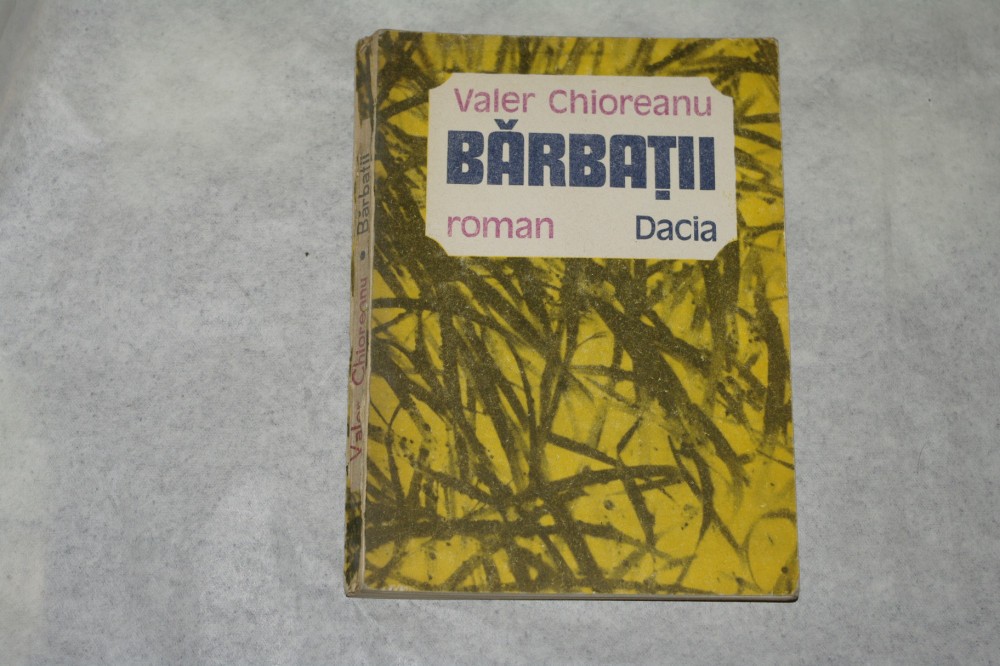 Valer Chioreanu
BĂRBAȚII
roman Dacia
Valer Chioreanu • Bărbații